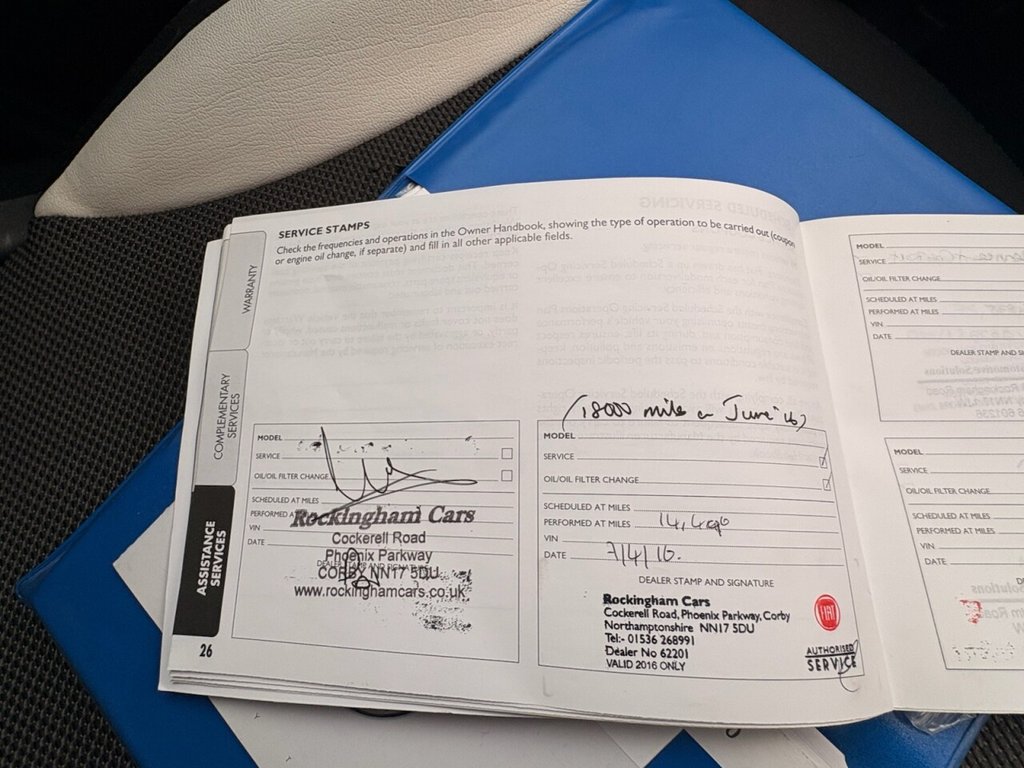 SERVICE STAMPS
Check the frequencies and operations in the Owner Handbook, showing the type of operation to be carried out (coupon
or engine oil change, if separate) and fill in all other applicable fields.
WARRANTY
COMPLEMENTARY
SERVICES
ASSISTANCE
SERVICES
26
MODEL
SERVICE
OIL/OIL FILTER CHANGE
SCHEDULED AT MILES
PERFORMED AT
VIN
DATE
Rockingham Cars
Cockerell Road
Phoenix Parkway
CORBY NN17 5DU
www.rockinghamcars.co.uk
(18000 mile or June '16)
MODEL
SERVICE
OIL/OIL FILTER CHANGE
SCHEDULED AT MILES
PERFORMED AT MILES 14,496
VIN
DATE 7/4/16.
DEALER STAMP AND SIGNATURE
Rockingham Cars
Cockerell Road, Phoenix Parkway, Corby
Northamptonshire NN17 5DU
Tel:- 01536 268991
Dealer No 62201
VALID 2016 ONLY
FIAT
AUTHORISED
SERVICE
MODEL
SERVICE
OIL/OIL FILTER CHANGE
SCHEDULED AT MILES
PERFORMED AT MILES
VIN
DATE
DEALER STAMP AND
MODEL
SERVICE
OIL/OIL FILTER CHANGE
SCHEDULED AT MILES
PERFORMED AT MILES
VIN
DATE